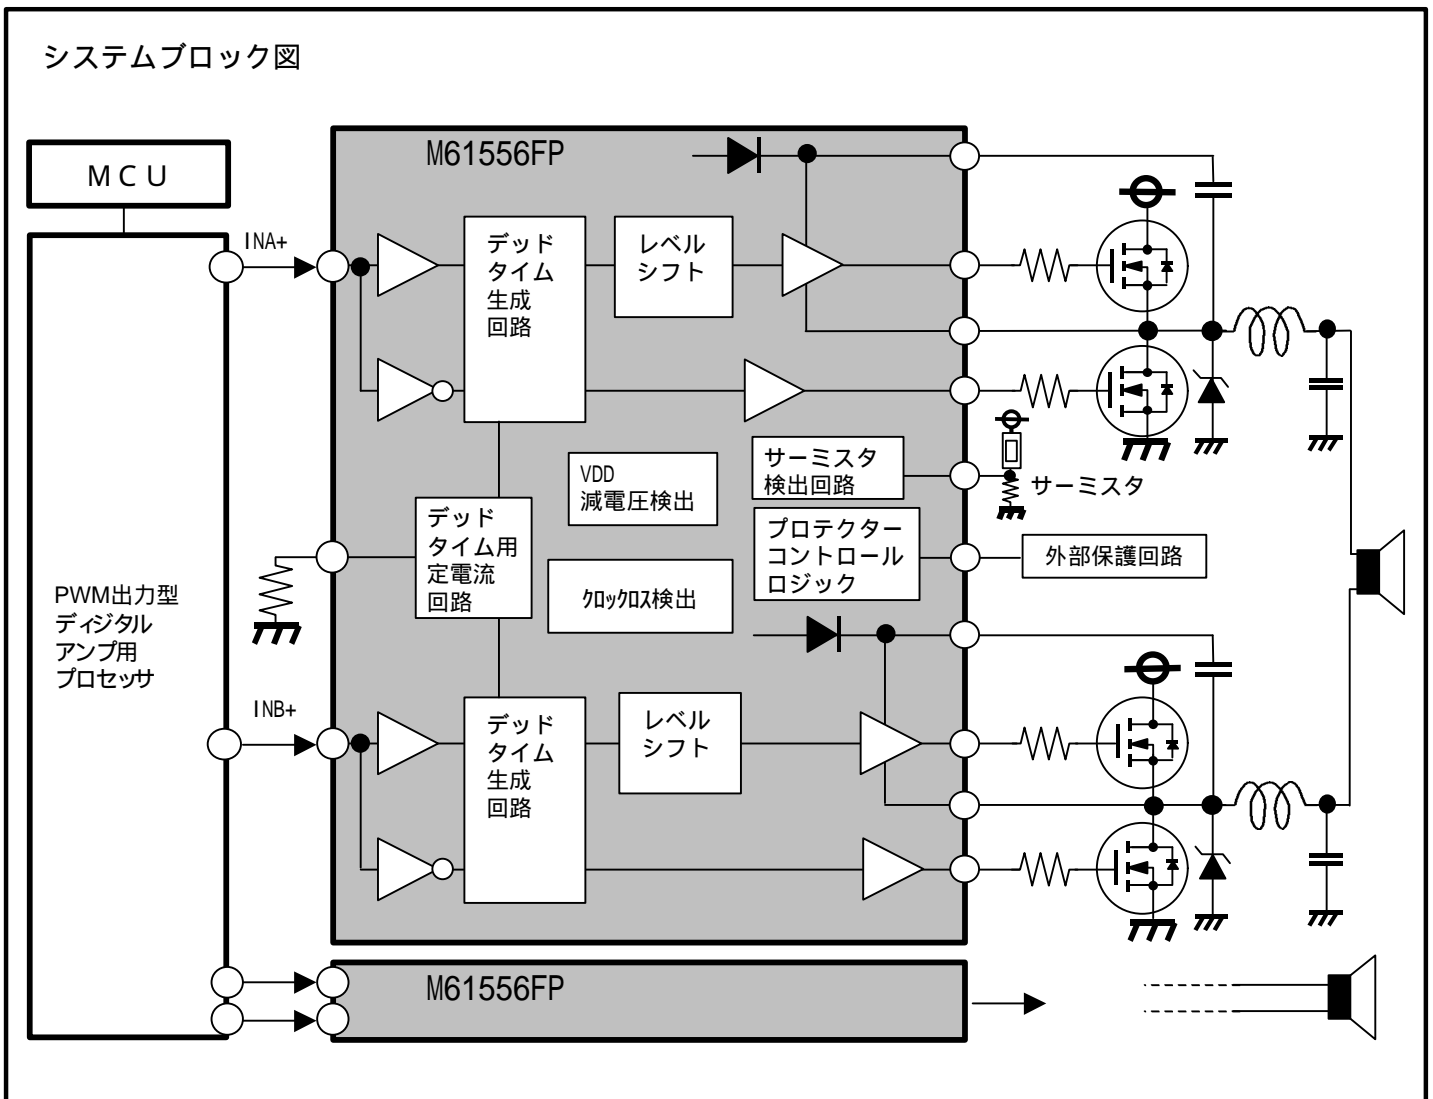 システムブロック図
M61556FP
MCU
INA+
デッド
タイム
生成
回路
レベル
シフト
VDD
減電圧検出
サーミスタ
検出回路
サーミスタ
デッド
タイム用
定電流
回路
プロテクター
コントロール
ロジック
外部保護回路
クロックロス検出
PWM出力型
ディジタル
アンプ用
プロセッサ
INB+
デッド
タイム
生成
回路
レベル
シフト
M61556FP